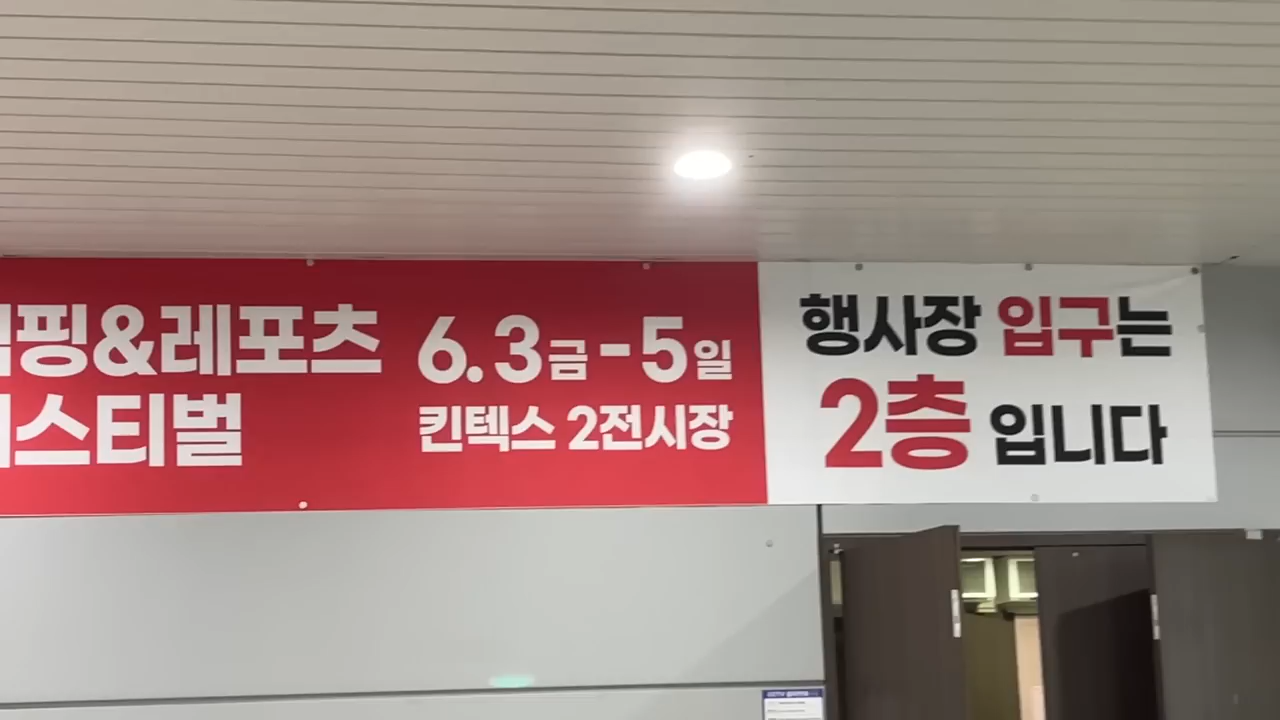 핑&레포츠
스티벌
6.3금-5일
킨텍스 2전시장
행사장 입구는
2층 입니다